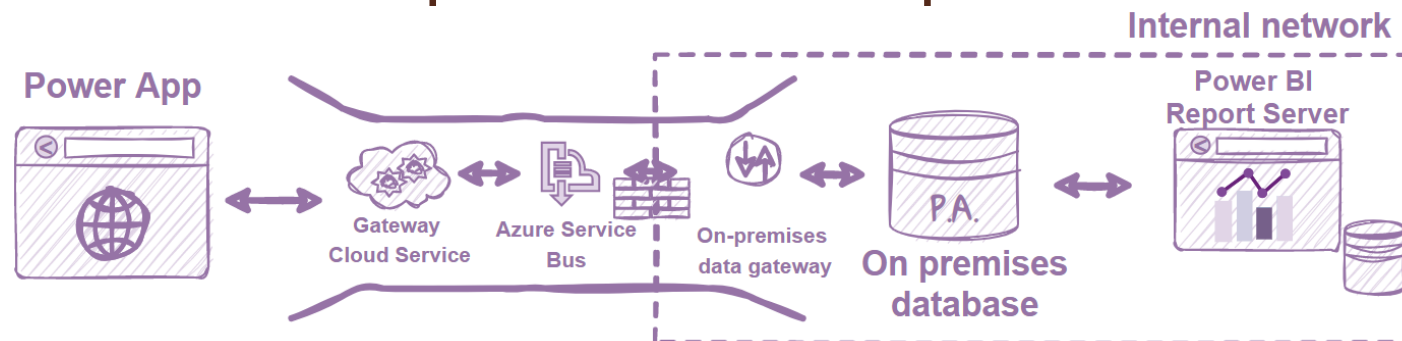 Internal network
Power App
Power BI
Report Server
P.A.
Gateway
Cloud Service
Azure Service
Bus
On-premises
data gateway
On premises
database